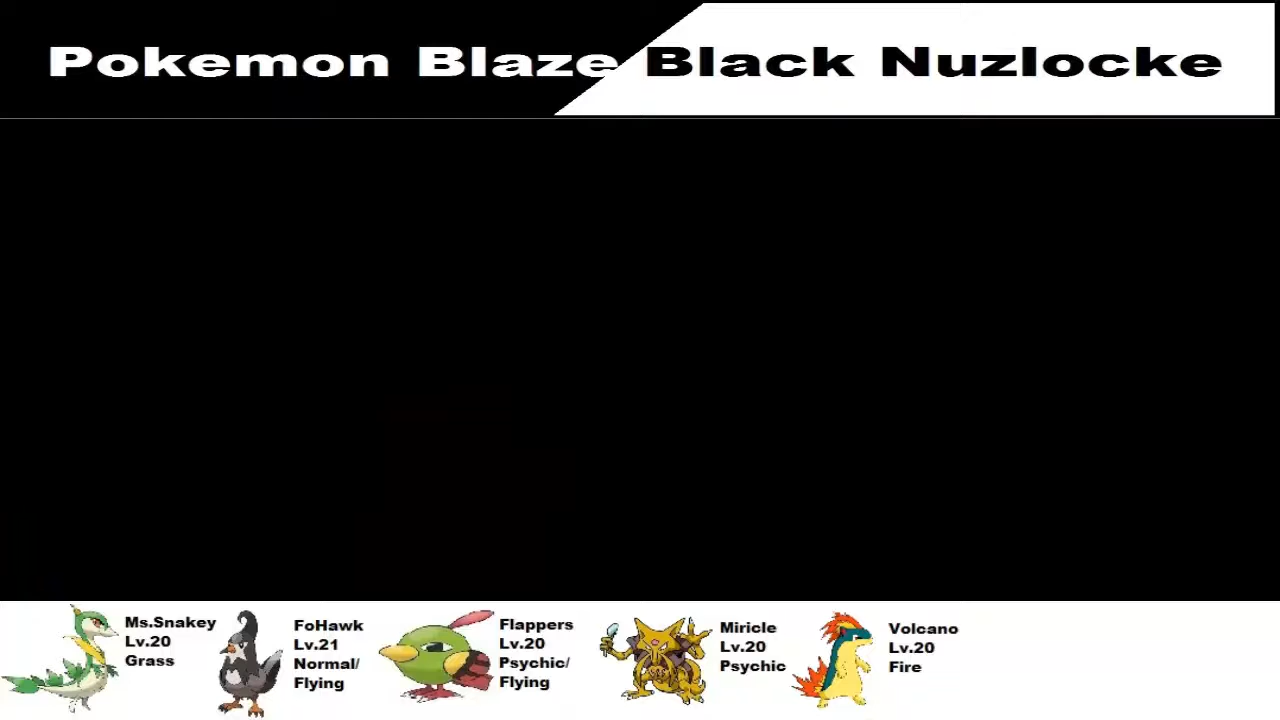 Pokemon Blaze Black Nuzlocke
Ms.Snakey
Lv.20
Grass
FoHawk
Lv.21
Normal/
Flying
Flappers
Lv.20
Psychic/
Flying
Miricle
Lv.20
Psychic
Volcano
Lv.20
Fire